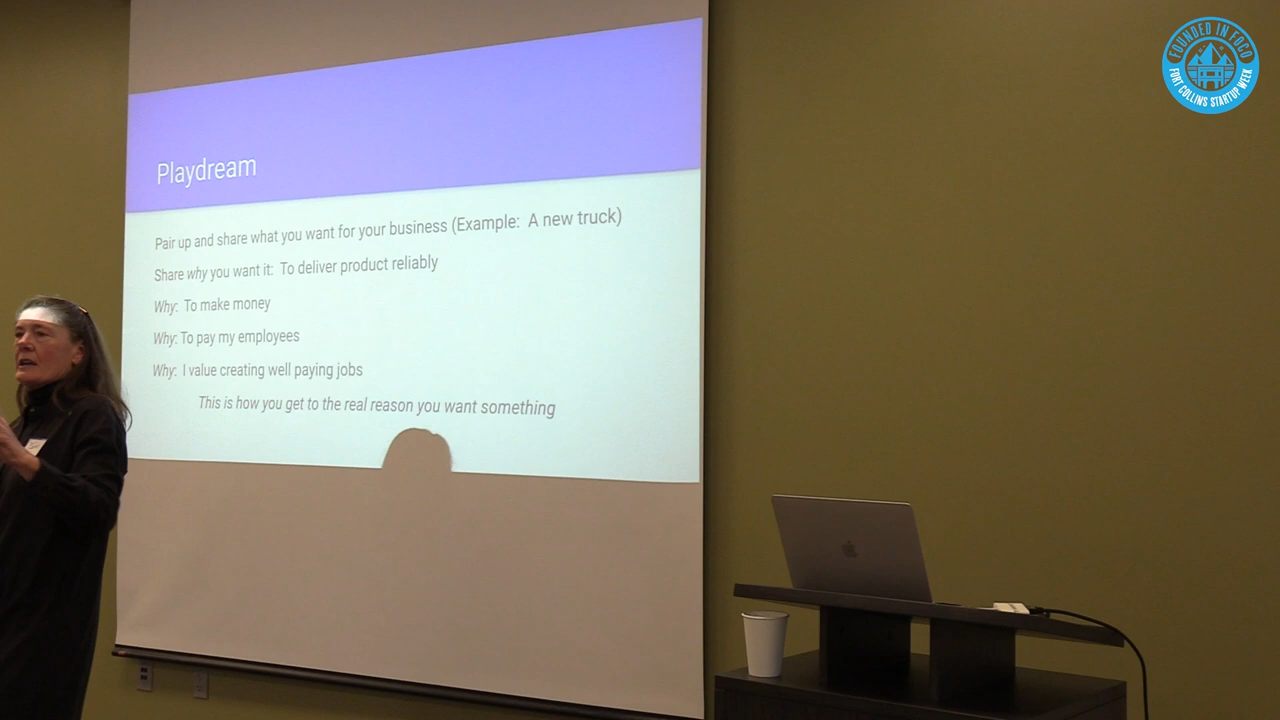 FOUNDED IN FOCO
FORT COLLINS STARTUP WEEK
Playdream
Pair up and share what you want for your business (Example: A new truck)
Share why you want it: To deliver product reliably
Why: To make money
Why: To pay my employees
Why: I value creating well paying jobs
This is how you get to the real reason you want something